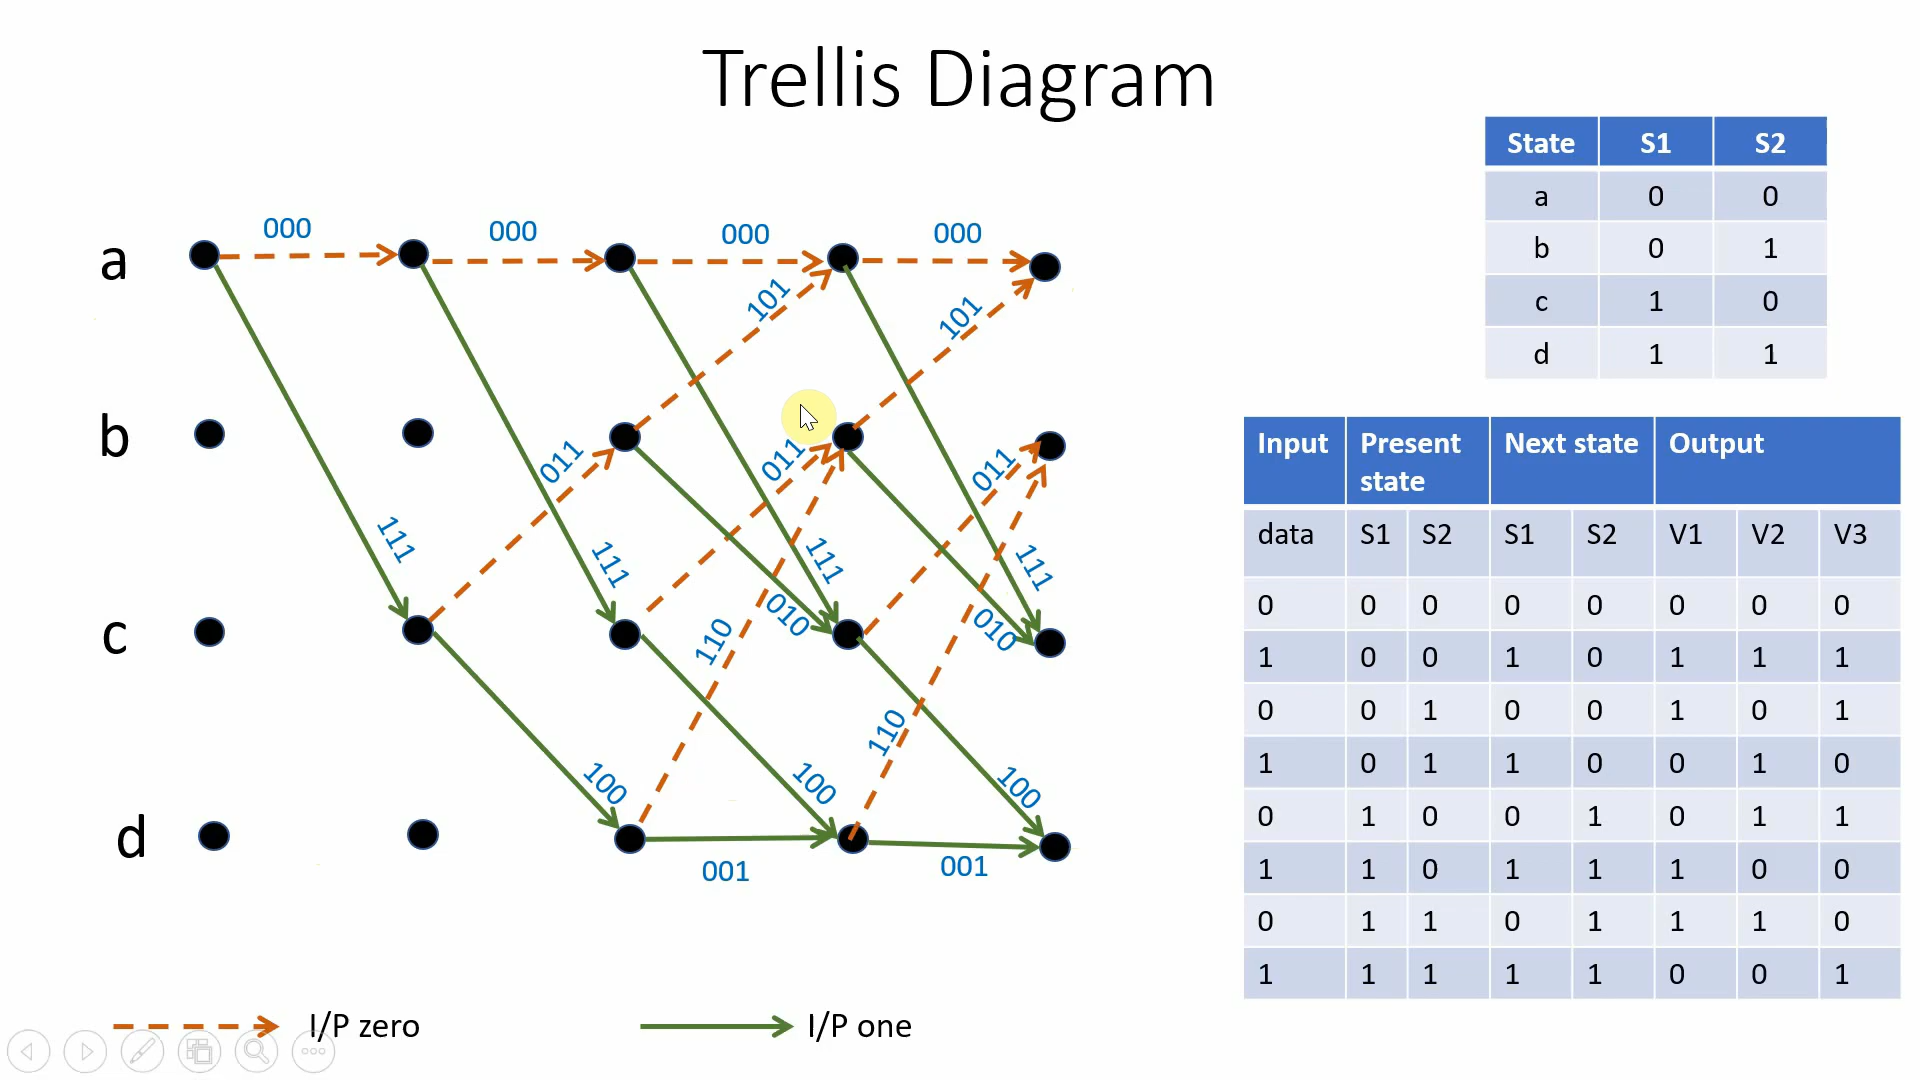 Trellis Diagram
State S1 S2
a 0 0
b 0 1
c 1 0
d 1 1
000 000 000 000
a
101 101
b
011 011 011
111 111 111 111
010 010
c
110 110
100 100 100
d
001 001
Input Present state Next state Output
data S1 S2 S1 S2 V1 V2 V3
0 0 0 0 0 0 0 0
1 0 0 1 0 1 1 1
0 0 1 0 0 1 0 1
1 0 1 1 0 0 1 0
0 1 0 0 1 0 1 1
1 1 0 1 1 1 0 0
0 1 1 0 1 1 1 0
1 1 1 1 1 0 0 1
I/P zero
I/P one